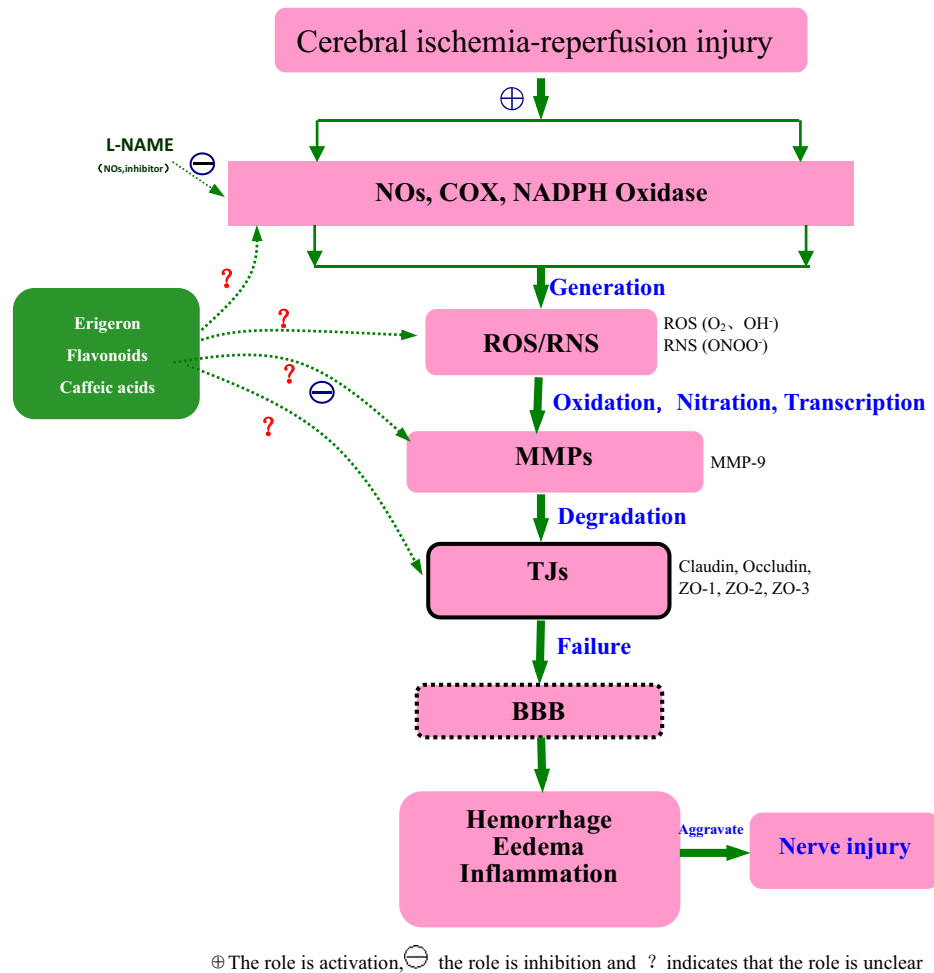 Cerebral ischemia-reperfusion injury
⊕
L-NAME
（NOs,inhibitor）
⊖
NOs, COX, NADPH Oxidase
?
Generation
Erigeron
Flavonoids
Caffeic acids
?
ROS/RNS
ROS (O₂、OH⁻)
RNS (ONOO⁻)
?
⊖
Oxidation, Nitration, Transcription
?
MMPs
MMP-9
Degradation
TJs
Claudin, Occludin,
ZO-1, ZO-2, ZO-3
Failure
BBB
Hemorrhage
Eedema
Inflammation
Aggravate
Nerve injury
⊕The role is activation,⊖ the role is inhibition and ？indicates that the role is unclear